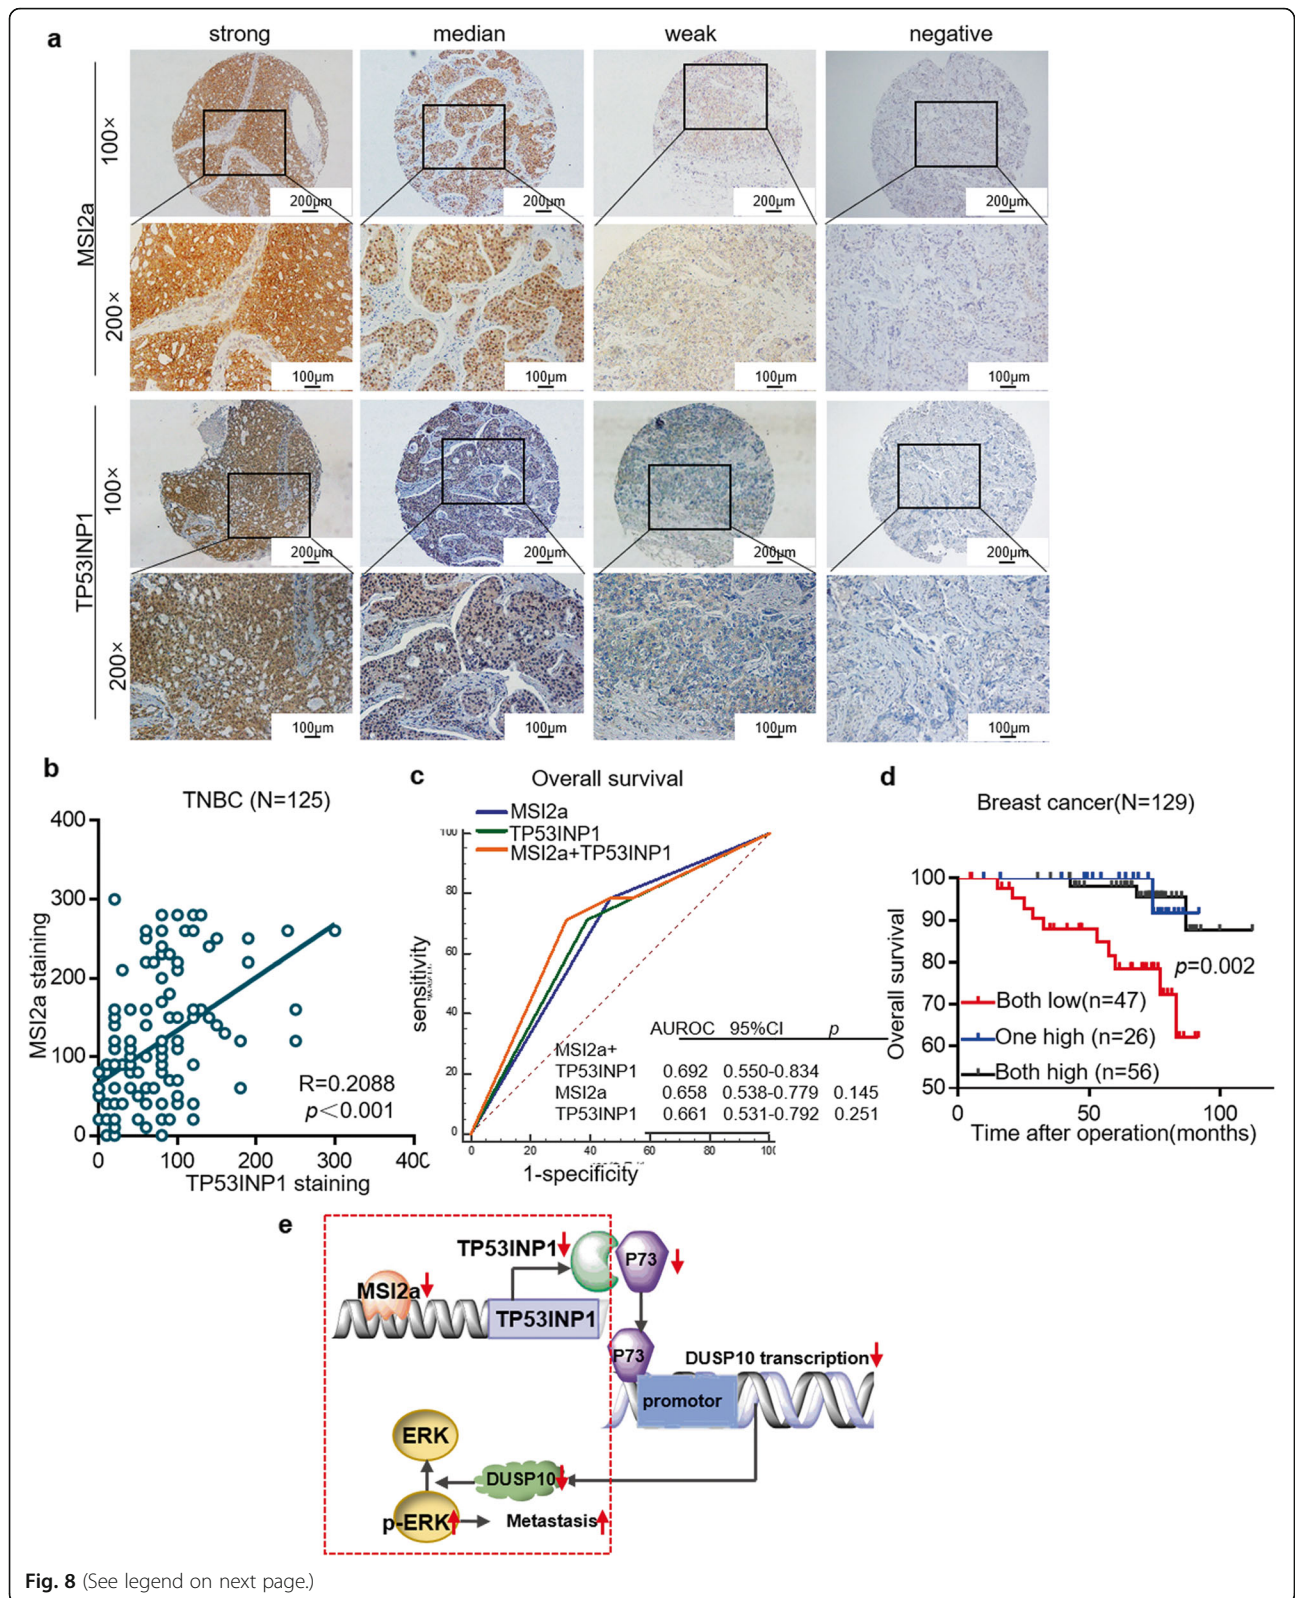 a
strong median weak negative
MSI2a
100×
200μm 200μm 200μm 200μm
200×
100μm 100μm 100μm 100μm
TP53INP1
100×
200μm 200μm 200μm 200μm
200×
100μm 100μm 100μm 100μm
b
TNBC (N=125)
MSI2a staining
400
300
200
100
0
R=0.2088
p<0.001
0 100 200 300 400
TP53INP1 staining
c
Overall survival
MSI2a
TP53INP1
MSI2a+TP53INP1
sensitivity
100
80
60
40
20
0
AUROC 95%CI p
MSI2a+
TP53INP1 0.692 0.550-0.834
MSI2a 0.658 0.538-0.779 0.145
TP53INP1 0.661 0.531-0.792 0.251
0 20 40 60 80 100
1-specificity
d
Breast cancer(N=129)
Overall survival
100
90
80
70
60
50
p=0.002
Both low(n=47)
One high (n=26)
Both high (n=56)
0 50 100
Time after operation(months)
e
TP53INP1
P73
MSI2a
TP53INP1
P73
DUSP10 transcription
promotor
ERK
DUSP10
p-ERK
Metastasis
Fig. 8 (See legend on next page.)